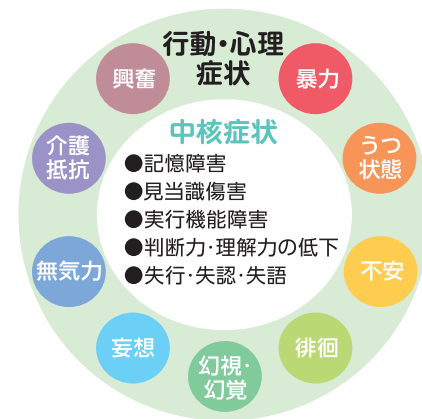 行動・心理
症状
興奮
暴力
介護
抵抗
うつ
状態
中核症状
●記憶障害
●見当識傷害
●実行機能障害
●判断力・理解力の低下
●失行・失認・失語
無気力
不安
妄想
徘徊
幻視・
幻覚